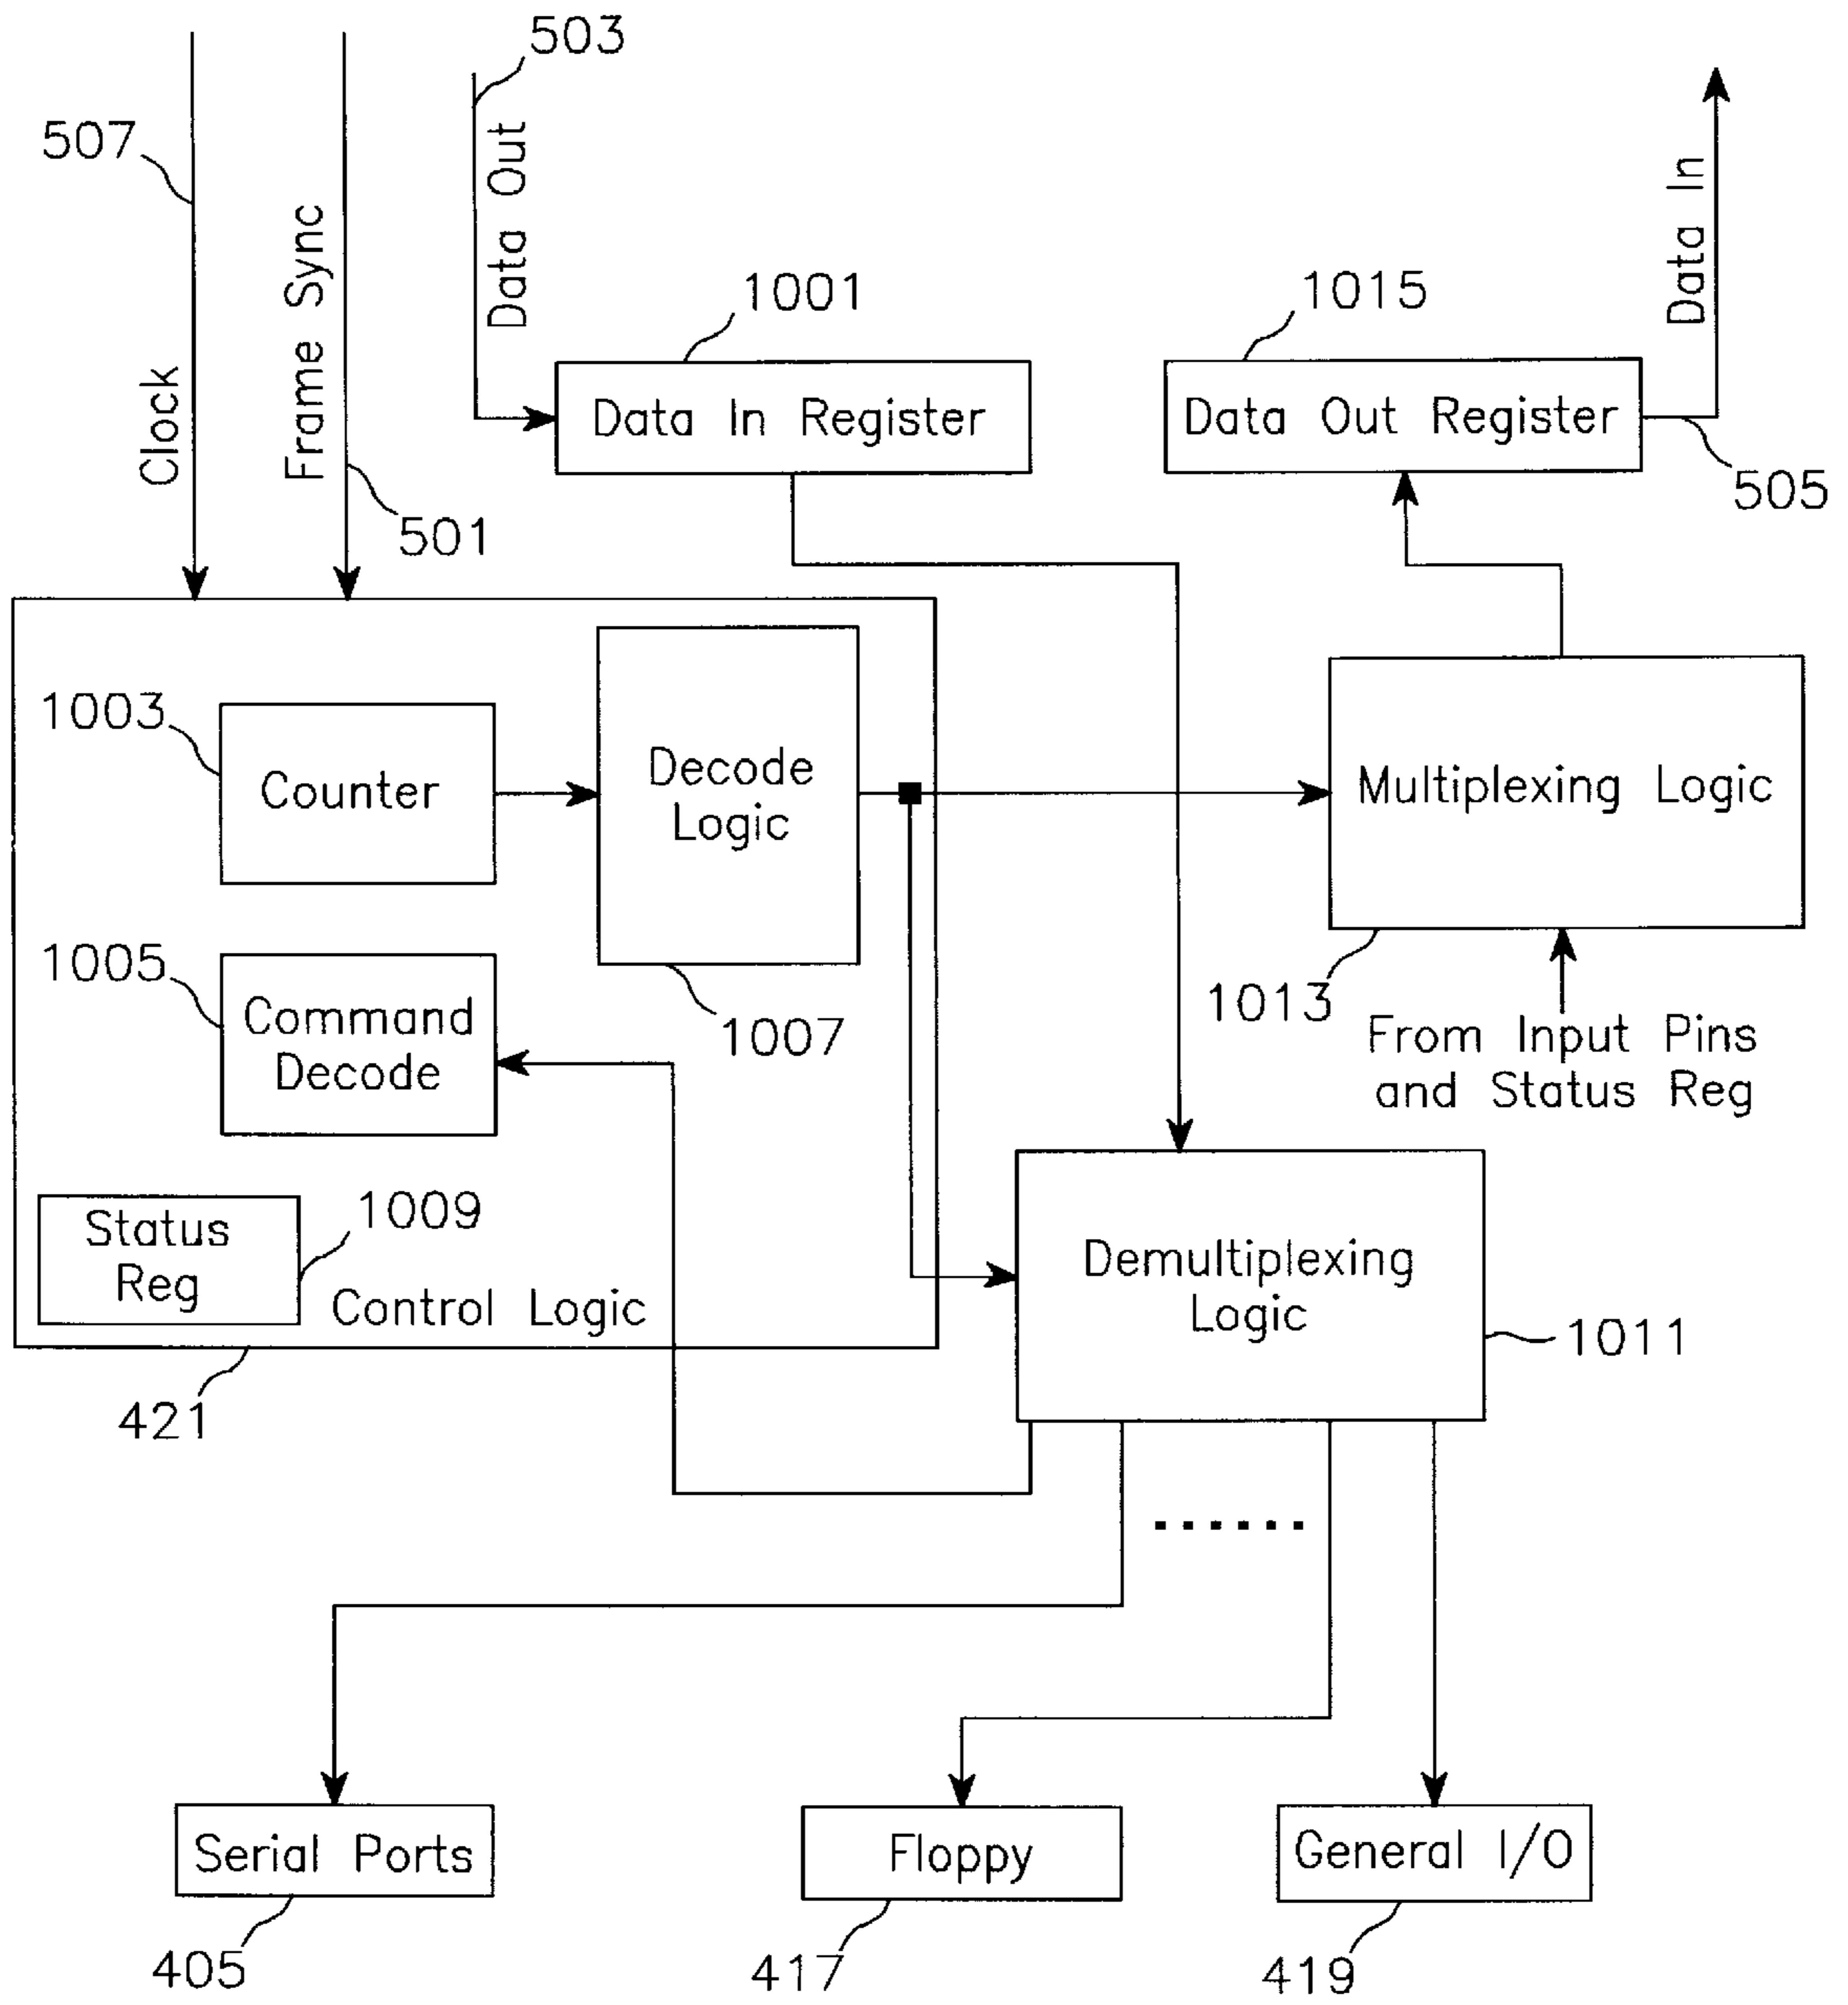 503
507
Data Out
Data In
Frame Sync
Clock
1001
1015
Data In Register
Data Out Register
505
501
1003
Counter
Decode
Logic
Multiplexing Logic
1005
Command
Decode
1007
1013
From Input Pins
and Status Reg
Status
Reg
1009
Control Logic
Demultiplexing
Logic
1011
421
......
Serial Ports
Floppy
General I/O
405
417
419